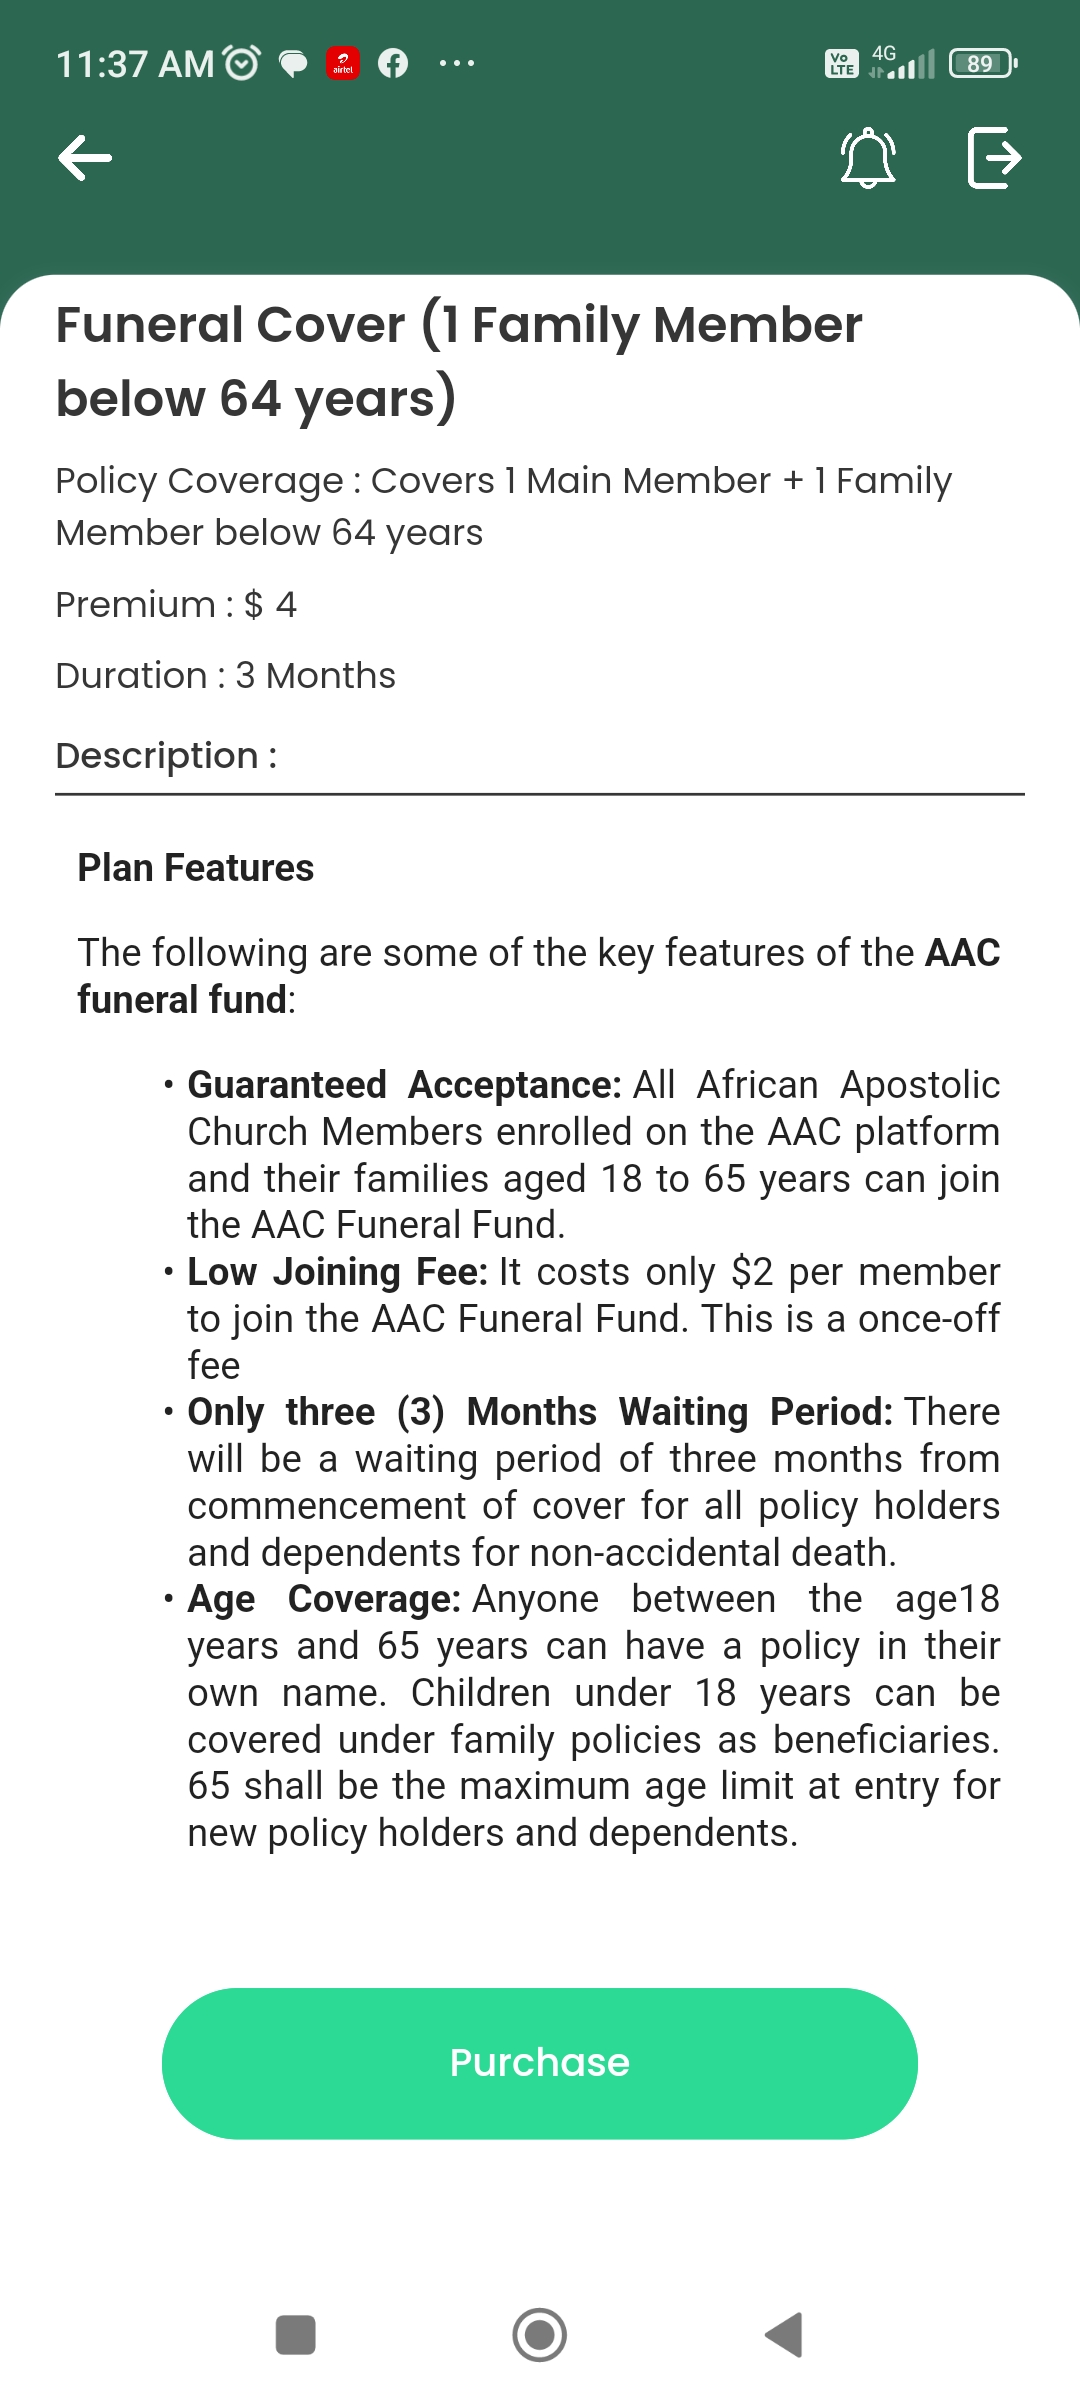 11:37 AM
airtel
Vo LTE
4G
89
Funeral Cover (1 Family Member
below 64 years)
Policy Coverage : Covers 1 Main Member + 1 Family
Member below 64 years
Premium : $ 4
Duration : 3 Months
Description :
Plan Features
The following are some of the key features of the AAC
funeral fund:
• Guaranteed Acceptance: All African Apostolic
Church Members enrolled on the AAC platform
and their families aged 18 to 65 years can join
the AAC Funeral Fund.
• Low Joining Fee: It costs only $2 per member
to join the AAC Funeral Fund. This is a once-off
fee
• Only three (3) Months Waiting Period: There
will be a waiting period of three months from
commencement of cover for all policy holders
and dependents for non-accidental death.
• Age Coverage: Anyone between the age18
years and 65 years can have a policy in their
own name. Children under 18 years can be
covered under family policies as beneficiaries.
65 shall be the maximum age limit at entry for
new policy holders and dependents.
Purchase